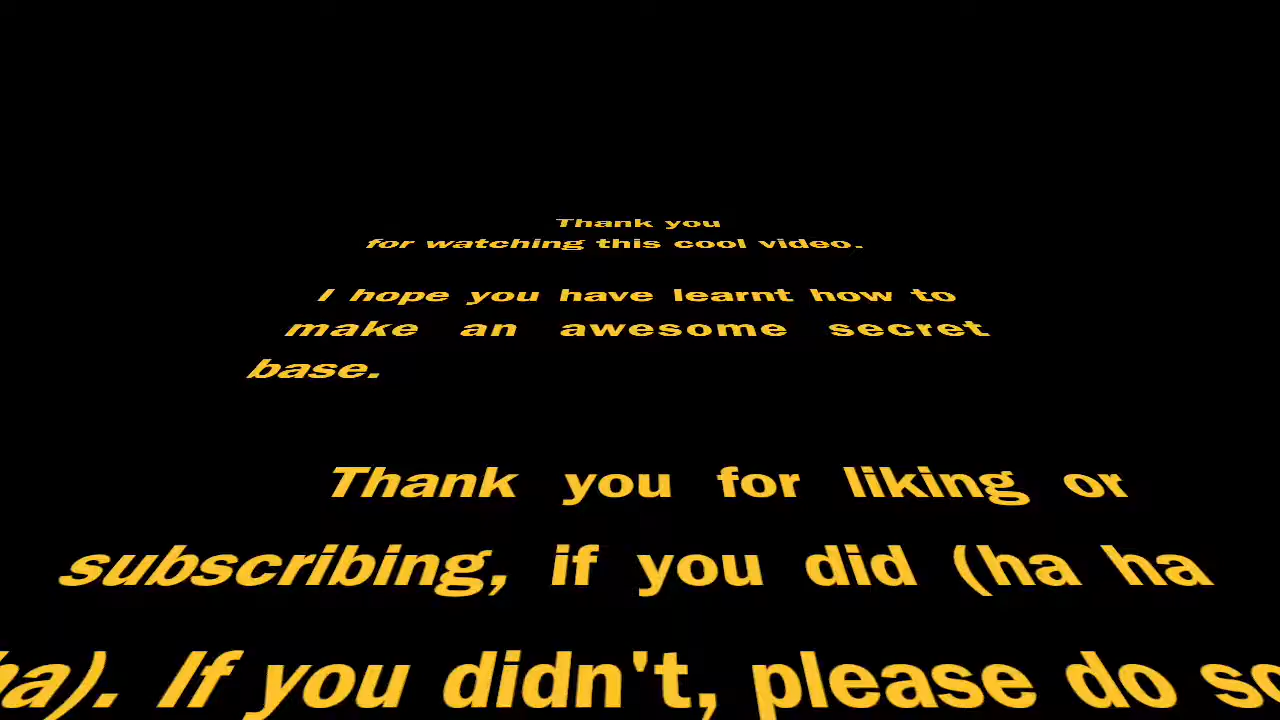 Thank you
for watching this cool video.
I hope you have learnt how to
make an awesome secret
base.
Thank you for liking or
subscribing, if you did (ha ha
ha). If you didn't, please do so